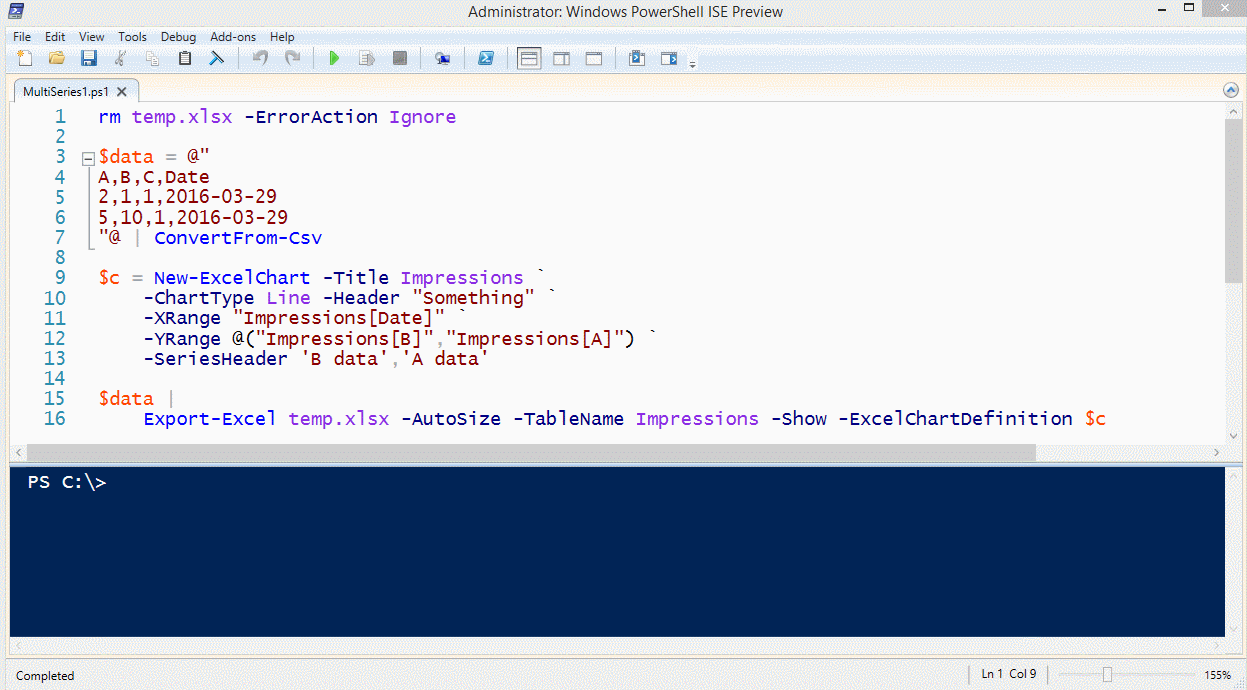 Administrator: Windows PowerShell ISE Preview
File Edit View Tools Debug Add-ons Help
MultiSeries1.ps1
1 rm temp.xlsx -ErrorAction Ignore
2
3 $data = @"
4 A,B,C,Date
5 2,1,1,2016-03-29
6 5,10,1,2016-03-29
7 "@ | ConvertFrom-Csv
8
9 $c = New-ExcelChart -Title Impressions `
10 -ChartType Line -Header "Something" `
11 -XRange "Impressions[Date]" `
12 -YRange @("Impressions[B]","Impressions[A]") `
13 -SeriesHeader 'B data','A data'
14
15 $data |
16 Export-Excel temp.xlsx -AutoSize -TableName Impressions -Show -ExcelChartDefinition $c
PS C:\>
Completed Ln 1 Col 9 155%